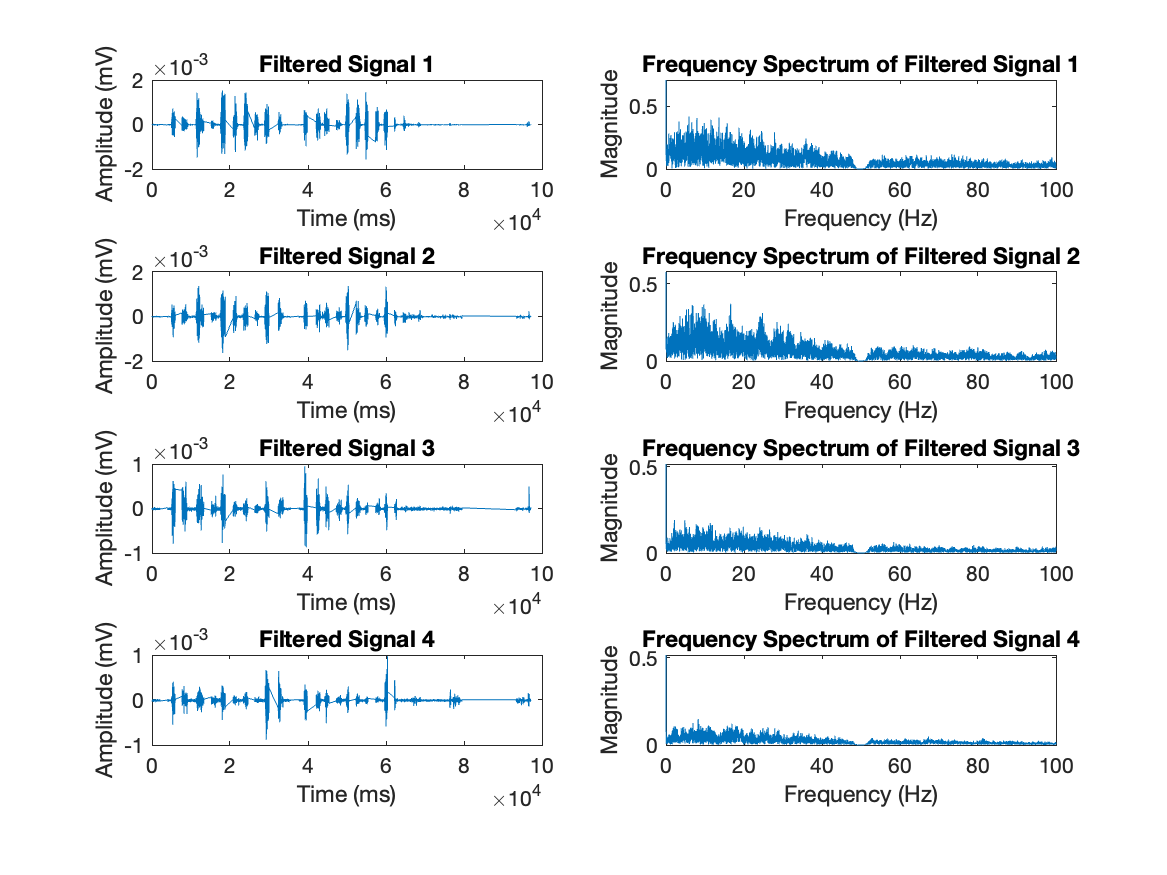 Filtered Signal 1
×10-3
Amplitude (mV)
2
0
-2
0 2 4 6 8 10
Time (ms)
×104
Frequency Spectrum of Filtered Signal 1
Magnitude
0.5
0
0 20 40 60 80 100
Frequency (Hz)
Filtered Signal 2
×10-3
Amplitude (mV)
2
0
-2
0 2 4 6 8 10
Time (ms)
×104
Frequency Spectrum of Filtered Signal 2
Magnitude
0.5
0
0 20 40 60 80 100
Frequency (Hz)
Filtered Signal 3
×10-3
Amplitude (mV)
1
0
-1
0 2 4 6 8 10
Time (ms)
×104
Frequency Spectrum of Filtered Signal 3
Magnitude
0.5
0
0 20 40 60 80 100
Frequency (Hz)
Filtered Signal 4
×10-3
Amplitude (mV)
1
0
-1
0 2 4 6 8 10
Time (ms)
×104
Frequency Spectrum of Filtered Signal 4
Magnitude
0.5
0
0 20 40 60 80 100
Frequency (Hz)